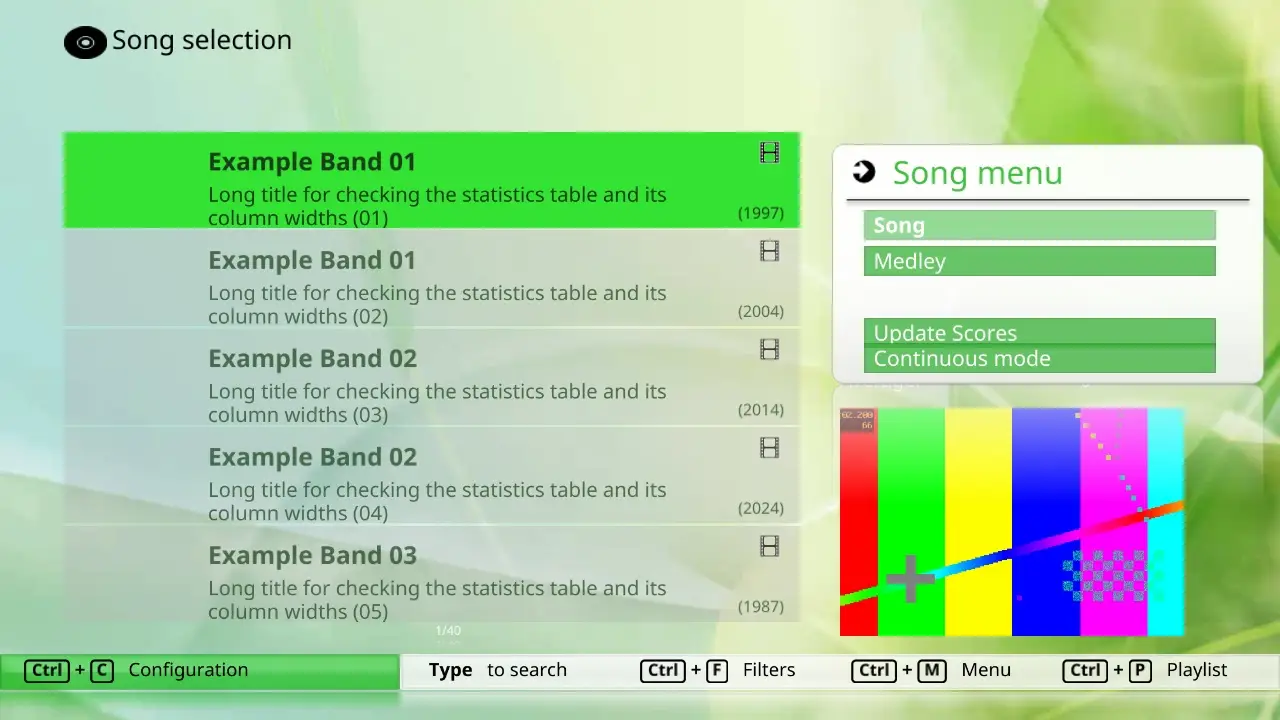 Song selection
Example Band 01
Long title for checking the statistics table and its
column widths (01)
(1997)
Example Band 01
Long title for checking the statistics table and its
column widths (02)
(2004)
Example Band 02
Long title for checking the statistics table and its
column widths (03)
(2014)
Example Band 02
Long title for checking the statistics table and its
column widths (04)
(2024)
Example Band 03
Long title for checking the statistics table and its
column widths (05)
(1987)
1/40
Song menu
Song
Medley
Update Scores
Continuous mode
66
Ctrl + C Configuration
Type to search
Ctrl + F Filters
Ctrl + M Menu
Ctrl + P Playlist